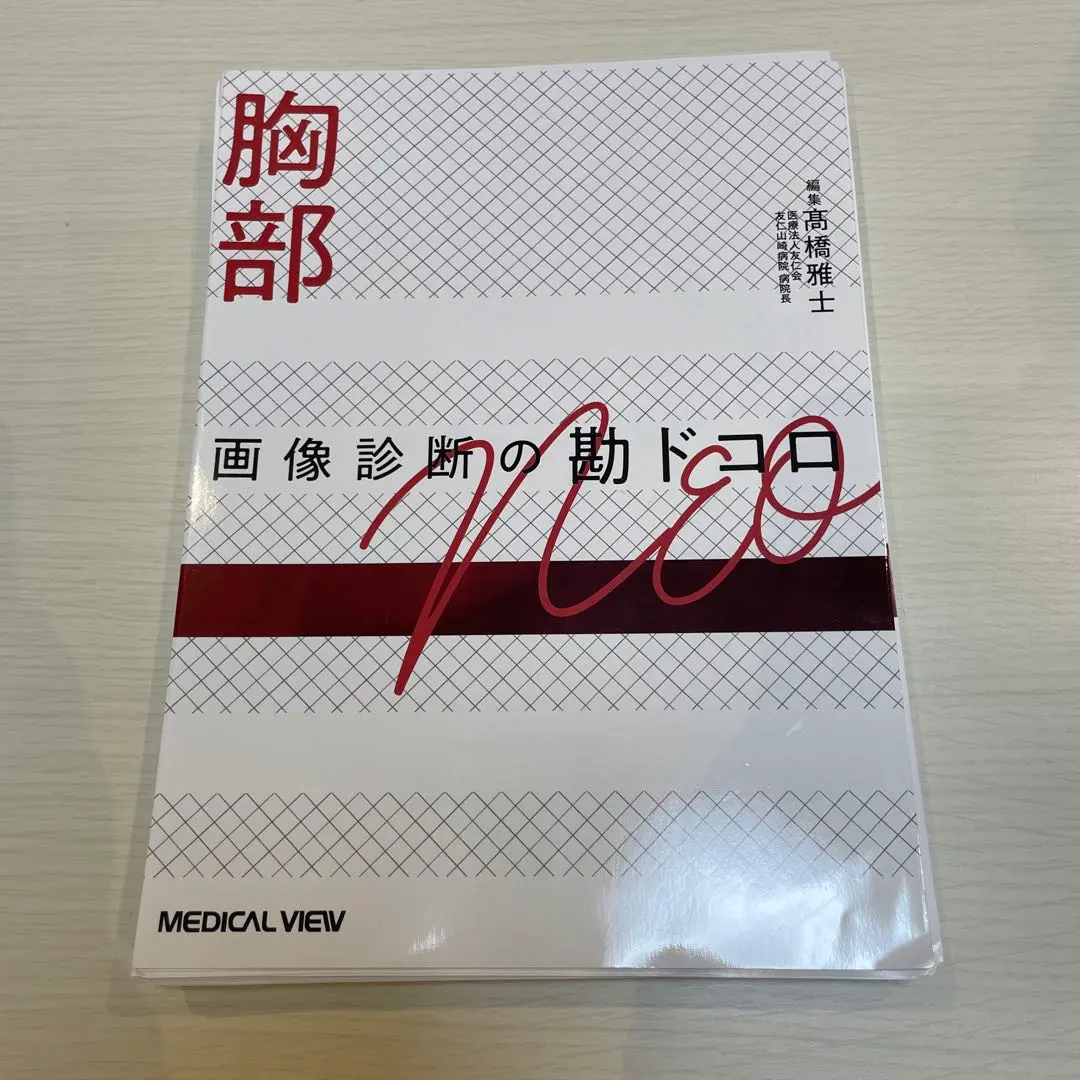 胸部
編集
髙橋雅士
医療法人友仁会
友仁山崎病院 病院長
画像診断の勘ドコロ
NEO
MEDICAL VIEW